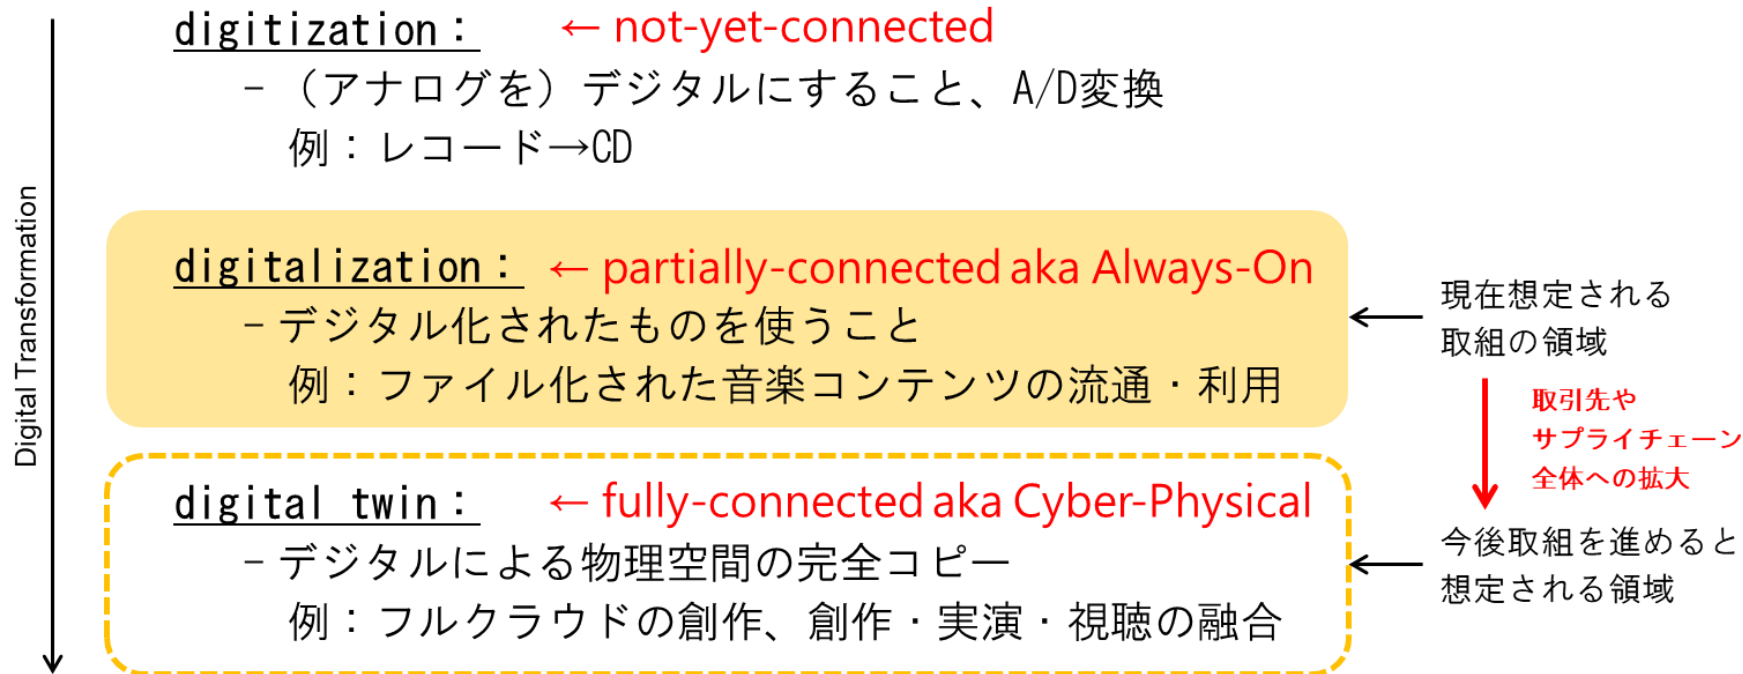 Digital Transformation
digitization： ← not-yet-connected
－（アナログを）デジタルにすること、A/D変換
例：レコード→CD
digitalization： ← partially-connected aka Always-On
－デジタル化されたものを使うこと
例：ファイル化された音楽コンテンツの流通・利用
現在想定される
取組の領域
取引先や
サプライチェーン
全体への拡大
digital twin： ← fully-connected aka Cyber-Physical
－デジタルによる物理空間の完全コピー
例：フルクラウドの創作、創作・実演・視聴の融合
今後取組を進めると
想定される領域